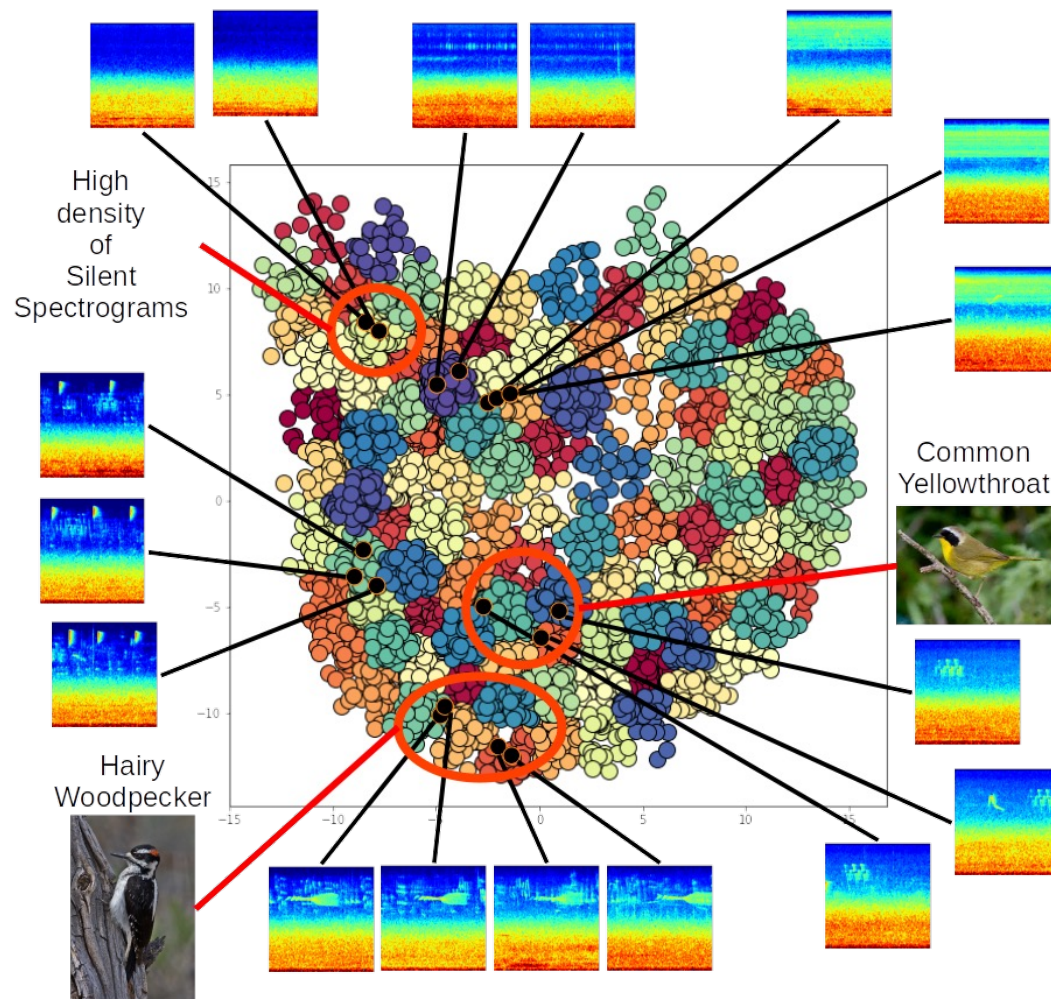 High
density
of
Silent
Spectrograms
Common
Yellowthroat
Hairy
Woodpecker
15
10
5
0
−5
−10
−15
−10
−5
0
5
10
15